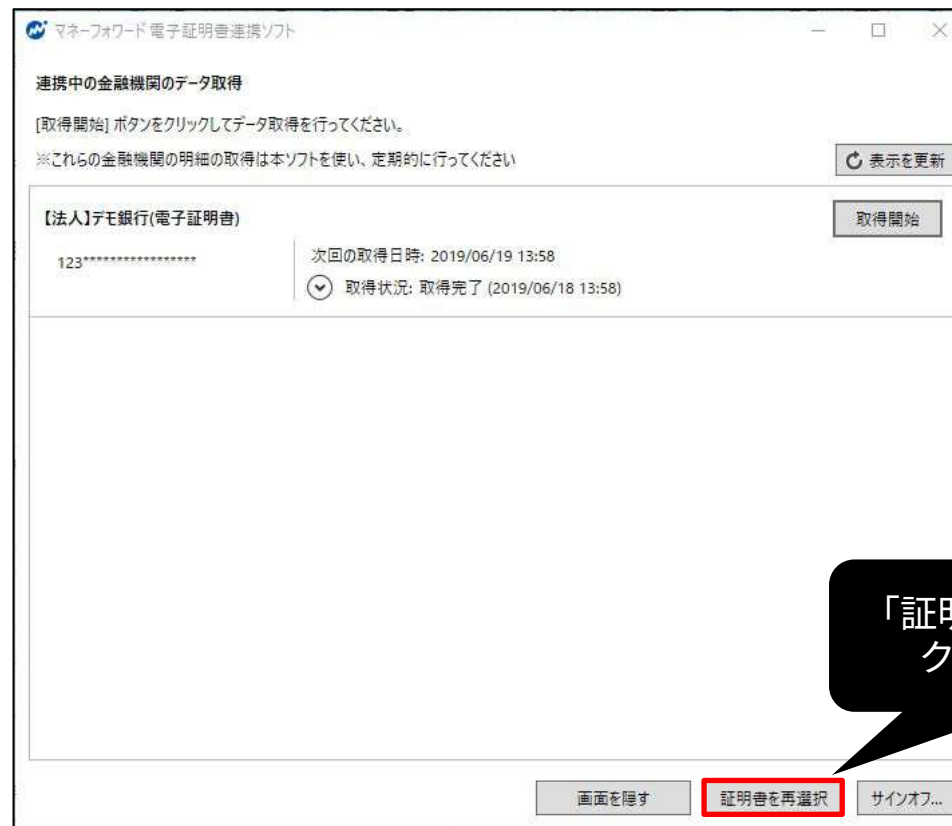 マネーフォワード 電子証明書連携ソフト
連携中の金融機関のデータ取得
[取得開始] ボタンをクリックしてデータ取得を行ってください。
※これらの金融機関の明細の取得は本ソフトを使い、定期的に行ってください
表示を更新
【法人】デモ銀行(電子証明書)
取得開始
123*****************
次回の取得日時: 2019/06/19 13:58
取得状況: 取得完了 (2019/06/18 13:58)
「証明
ク
画面を隠す
証明書を再選択
サインオフ...